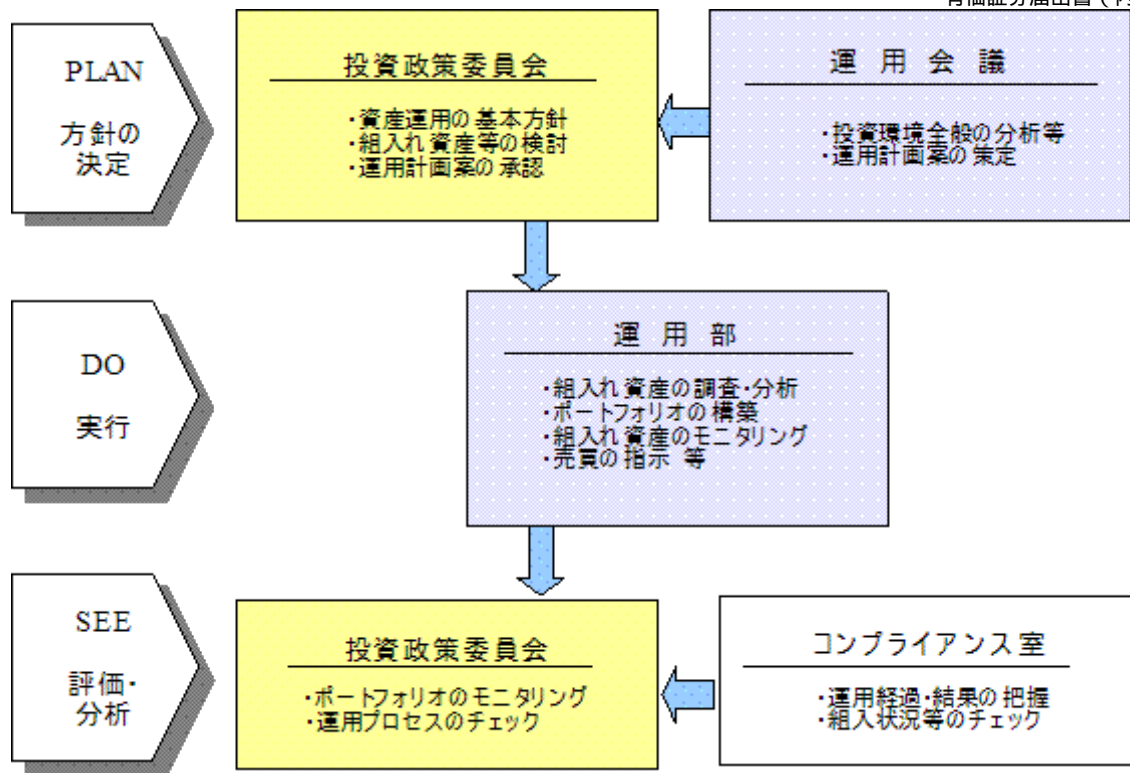 PLAN
方針の
決定
投資政策委員会
・資産運用の基本方針
・組入れ資産等の検討
・運用計画案の承認
運用会議
・投資環境全般の分析等
・運用計画案の策定
DO
実行
運用部
・組入れ資産の調査・分析
・ポートフォリオの構築
・組入れ資産のモニタリング
・売買の指示 等
SEE
評価・
分析
投資政策委員会
・ポートフォリオのモニタリング
・運用プロセスのチェック
コンプライアンス室
・運用経過・結果の把握
・組入状況等のチェック